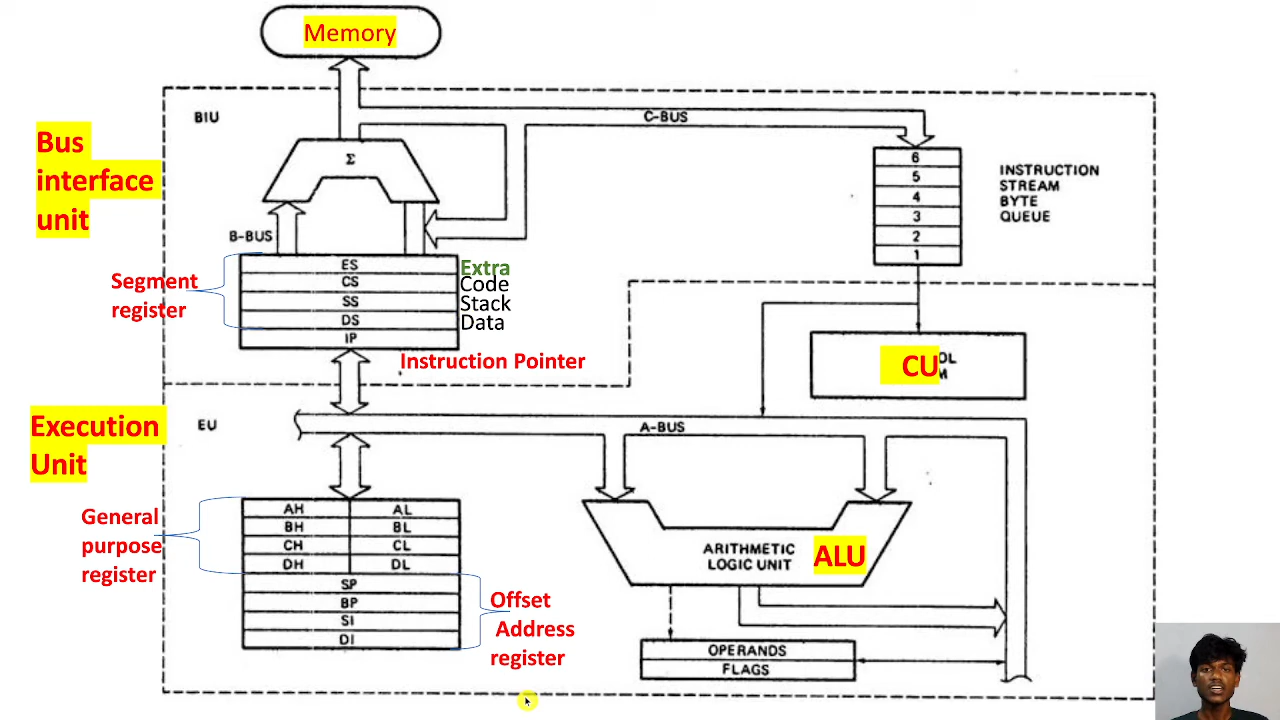 Memory
BIU
C-BUS
Bus
interface
unit
Σ
6
5
4
3
2
1
INSTRUCTION
STREAM
BYTE
QUEUE
B-BUS
Segment
register
ES
CS
SS
DS
IP
Extra
Code
Stack
Data
Instruction Pointer
CU
OL
M
Execution
Unit
EU
A-BUS
General
purpose
register
AH AL
BH BL
CH CL
DH DL
SP
BP
SI
DI
Offset
Address
register
ARITHMETIC
LOGIC UNIT
ALU
OPERANDS
FLAGS